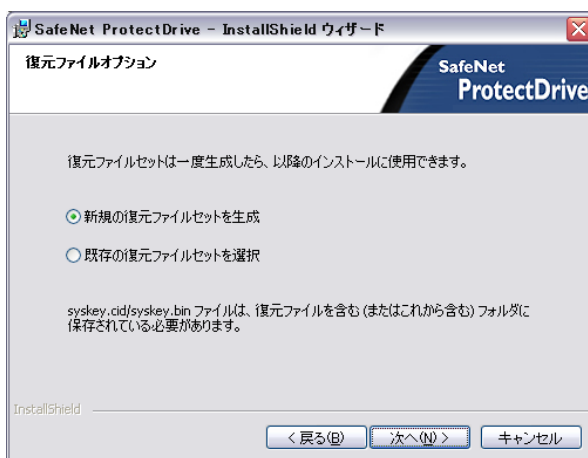 SafeNet ProtectDrive - InstallShield ウィザード
復元ファイルオプション
SafeNet
ProtectDrive
復元ファイルセットは一度生成したら、以降のインストールに使用できます。
新規の復元ファイルセットを生成
既存の復元ファイルセットを選択
syskey.cid/syskey.bin ファイルは、復元ファイルを含む (またはこれから含む) フォルダに
保存されている必要があります。
InstallShield
< 戻る(B) 次へ(N) > キャンセル